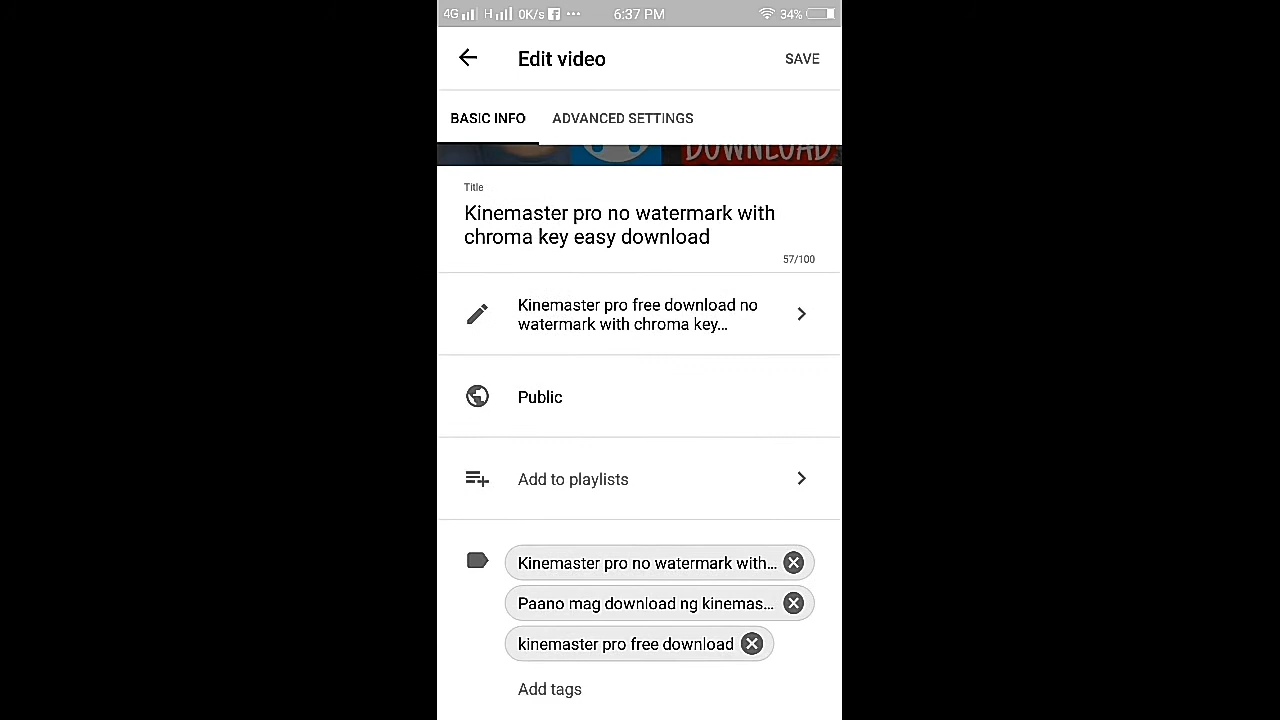 4G H 0K/s 6:37 PM 34%
Edit video SAVE
BASIC INFO ADVANCED SETTINGS
DOWNLOAD
Title
Kinemaster pro no watermark with
chroma key easy download
57/100
Kinemaster pro free download no
watermark with chroma key...
Public
Add to playlists
Kinemaster pro no watermark with...
Paano mag download ng kinemas...
kinemaster pro free download
Add tags